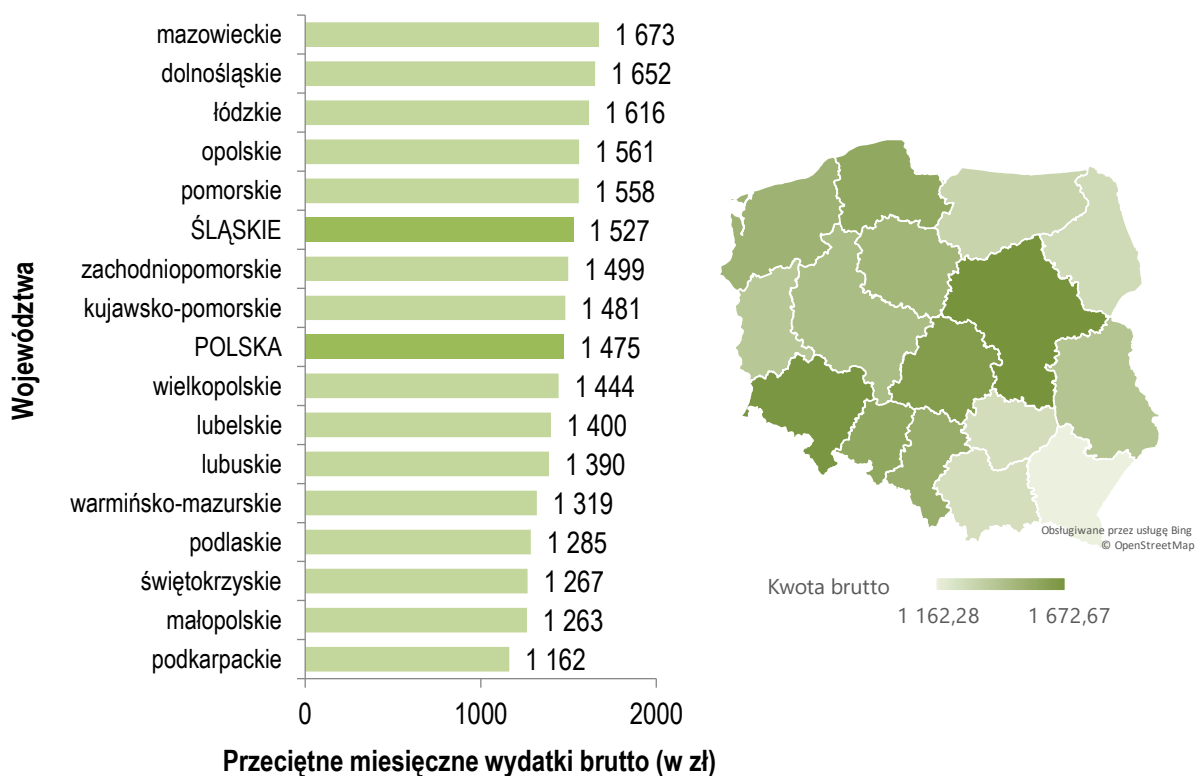 mazowieckie 1 673
dolnośląskie 1 652
łódzkie 1 616
opolskie 1 561
pomorskie 1 558
ŚLĄSKIE 1 527
zachodniopomorskie 1 499
kujawsko-pomorskie 1 481
POLSKA 1 475
wielkopolskie 1 444
lubelskie 1 400
lubuskie 1 390
warmińsko-mazurskie 1 319
podlaskie 1 285
świętokrzyskie 1 267
małopolskie 1 263
podkarpackie 1 162
Województwa
0 1000 2000
Przeciętne miesięczne wydatki brutto (w zł)
Obsługiwane przez usługę Bing
© OpenStreetMap
Kwota brutto
1 162,28 1 672,67